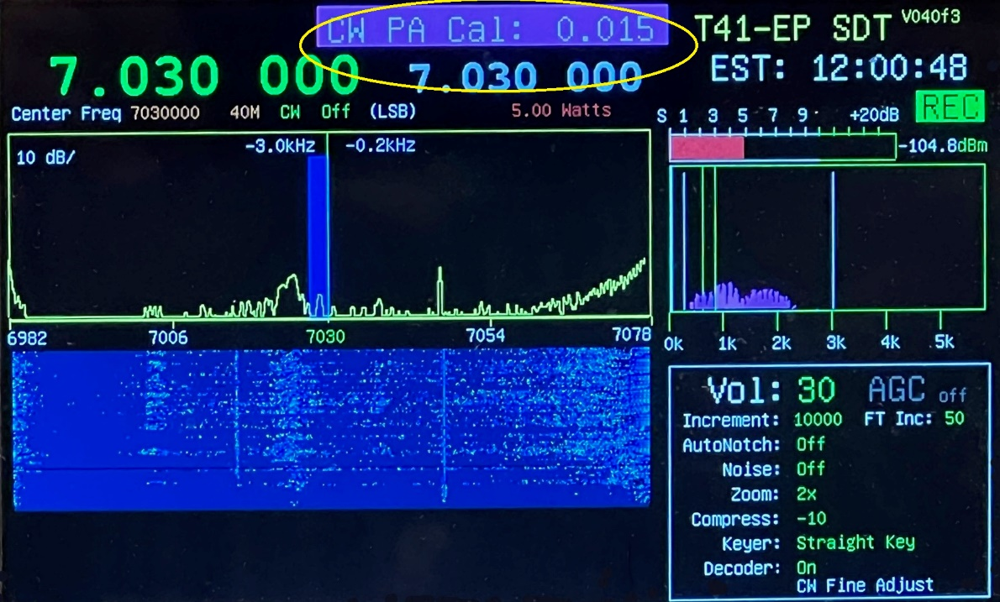 CW PA Cal: 0.015
T41-EP SDT V040f3
7.030 000 7.030 000
EST: 12:00:48
Center Freq 7030000 40M CW Off (LSB) 5.00 Watts
S 1 3 5 7 9 +20dB
REC
-104.8dBm
10 dB/
-3.0kHz -0.2kHz
6982 7006 7030 7054 7078
0k 1k 2k 3k 4k 5k
Vol: 30 AGC off
Increment: 10000 FT Inc: 50
AutoNotch: Off
Noise: Off
Zoom: 2x
Compress: -10
Keyer: Straight Key
Decoder: On
CW Fine Adjust